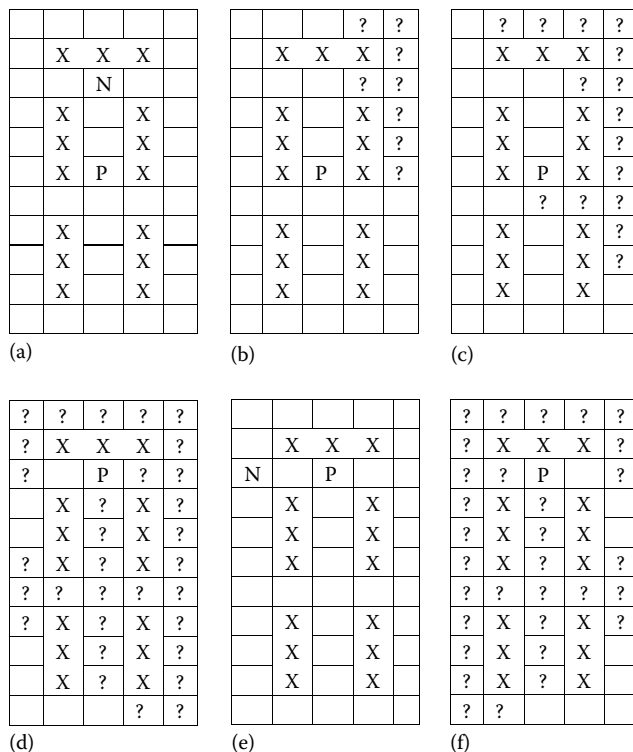 X X X
N
X X
X X
X P X
X X
X X
X X
(a)
? ?
X X X ?
? ?
X X ?
X X ?
X P X ?
X X
X X
X X
(b)
? ? ? ?
X X X ?
? ?
X X ?
X X ?
X P X ?
? ? ?
X X ?
X X ?
X X
(c)
? ? ? ? ?
? X X X ?
? P ? ?
X ? X ?
X ? X ?
? X ? X ?
? ? ? ? ?
? X ? X ?
X ? X ?
X ? X ?
? ?
(d)
X X X
N P
X X
X X
X X
X X
X X
X X
(e)
? ? ? ? ?
? X X X ?
? ? P ?
? X ? X
? X ? X
? X ? X ?
? ? ? ? ?
? X ? X ?
? X ? X
? X ? X
? ?
(f)